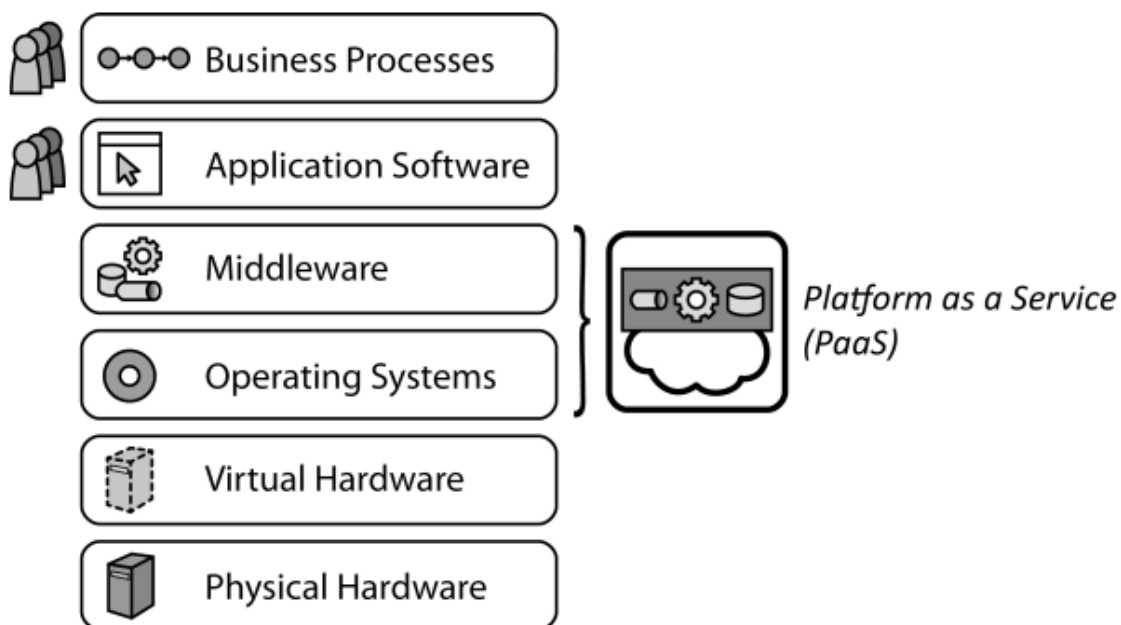 Business Processes
Application Software
Middleware
Platform as a Service
(PaaS)
Operating Systems
Virtual Hardware
Physical Hardware